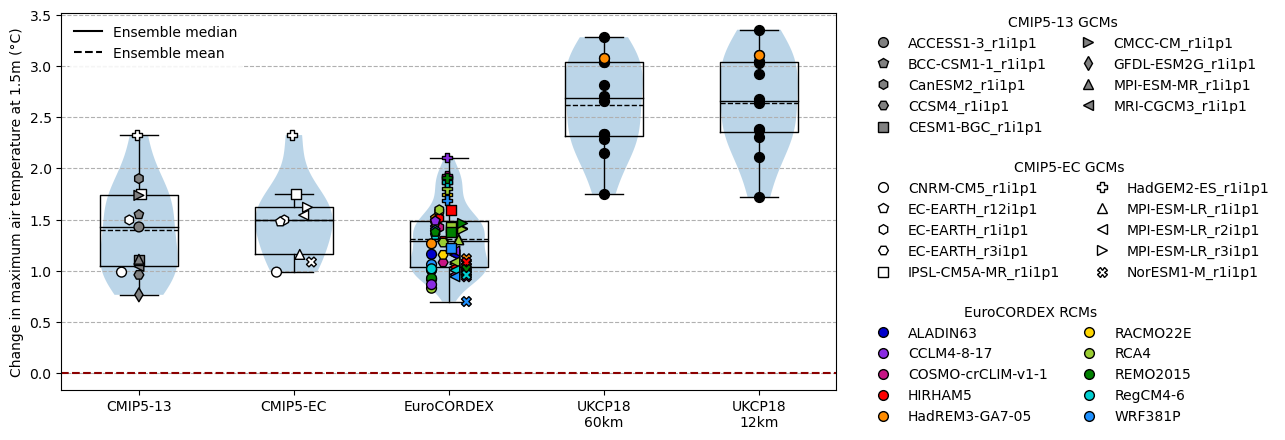 Change in maximum air temperature at 1.5m (°C)
3.5
3.0
2.5
2.0
1.5
1.0
0.5
0.0
Ensemble median
Ensemble mean
CMIP5-13
CMIP5-EC
EuroCORDEX
UKCP18
60km
UKCP18
12km
CMIP5-13 GCMs
ACCESS1-3_r1i1p1
BCC-CSM1-1_r1i1p1
CanESM2_r1i1p1
CCSM4_r1i1p1
CESM1-BGC_r1i1p1
CMCC-CM_r1i1p1
GFDL-ESM2G_r1i1p1
MPI-ESM-MR_r1i1p1
MRI-CGCM3_r1i1p1
CMIP5-EC GCMs
CNRM-CM5_r1i1p1
EC-EARTH_r12i1p1
EC-EARTH_r1i1p1
EC-EARTH_r3i1p1
IPSL-CM5A-MR_r1i1p1
HadGEM2-ES_r1i1p1
MPI-ESM-LR_r1i1p1
MPI-ESM-LR_r2i1p1
MPI-ESM-LR_r3i1p1
NorESM1-M_r1i1p1
EuroCORDEX RCMs
ALADIN63
CCLM4-8-17
COSMO-crCLIM-v1-1
HIRHAM5
HadREM3-GA7-05
RACMO22E
RCA4
REMO2015
RegCM4-6
WRF381P